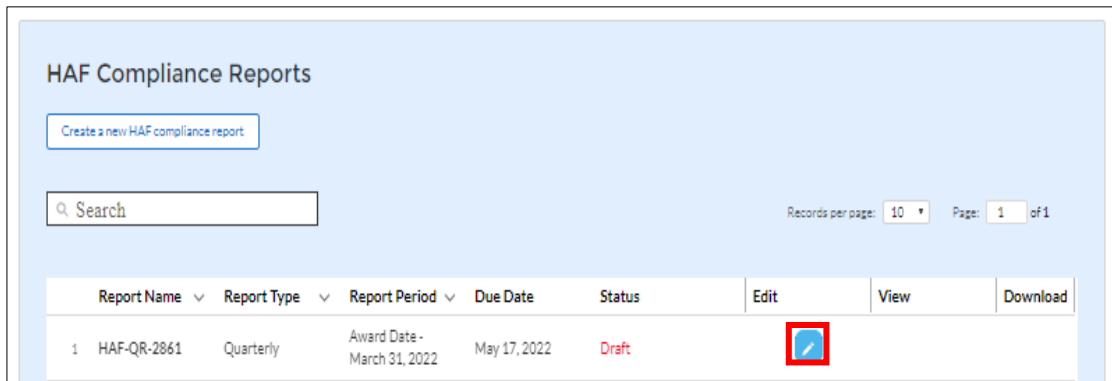 HAF Compliance Reports
Create a new HAF compliance report
Search
Records per page: 10 Page: 1 of 1
Report Name Report Type Report Period Due Date Status Edit View Download
1 HAF-QR-2861 Quarterly Award Date - March 31, 2022 May 17, 2022 Draft